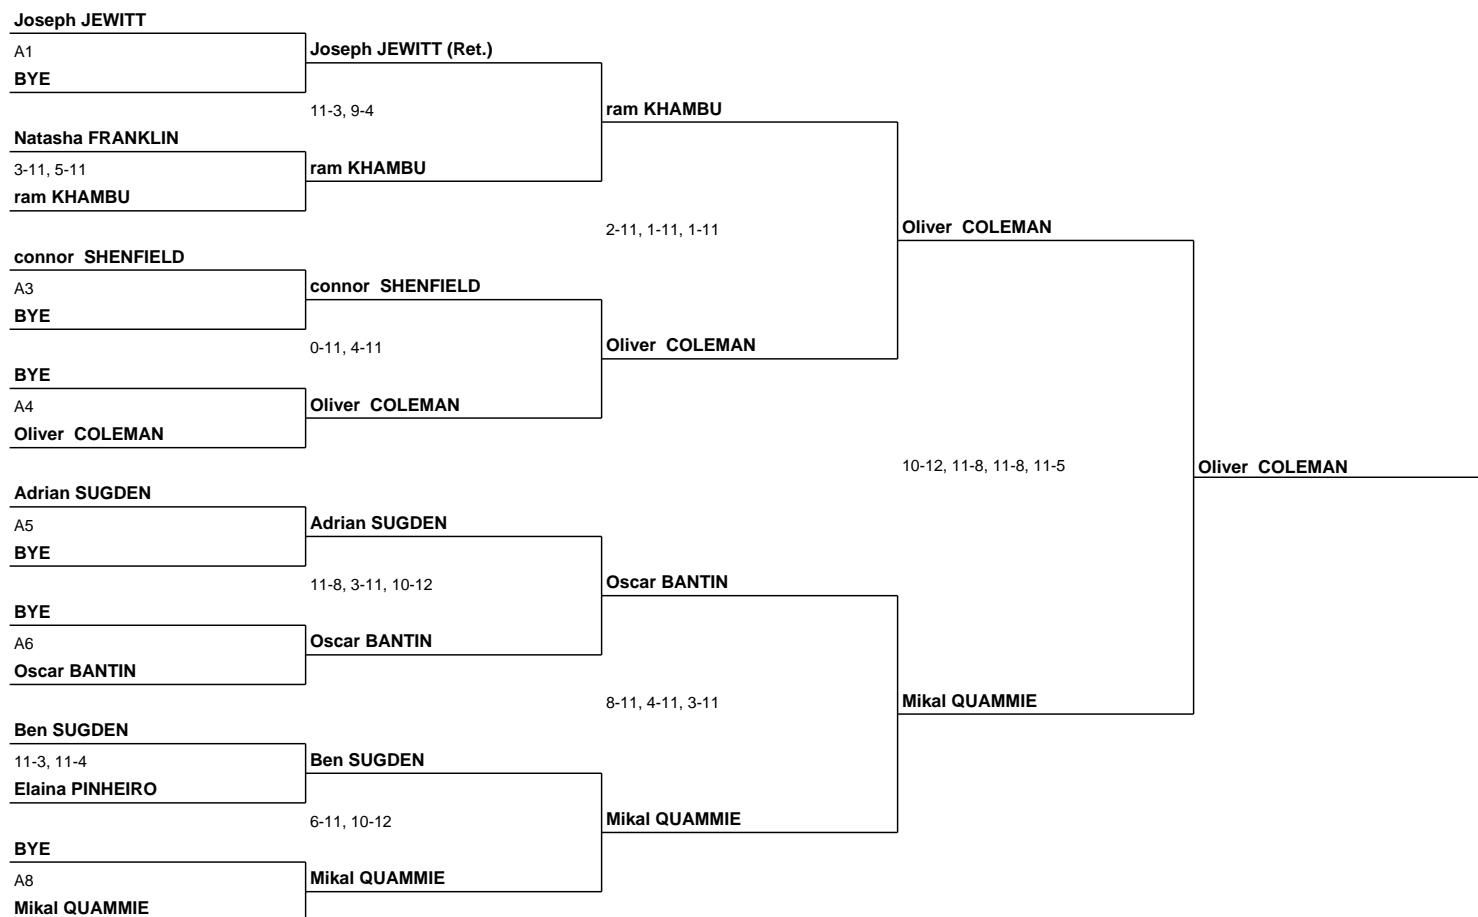 Joseph JEWITT
A1
BYE
Joseph JEWITT (Ret.)
11-3, 9-4
ram KHAMBU
Natasha FRANKLIN
3-11, 5-11
ram KHAMBU
ram KHAMBU
2-11, 1-11, 1-11
Oliver  COLEMAN
connor  SHENFIELD
A3
BYE
connor  SHENFIELD
0-11, 4-11
Oliver  COLEMAN
BYE
A4
Oliver  COLEMAN
Oliver  COLEMAN
10-12, 11-8, 11-8, 11-5
Oliver  COLEMAN
Adrian SUGDEN
A5
BYE
Adrian SUGDEN
11-8, 3-11, 10-12
Oscar BANTIN
BYE
A6
Oscar BANTIN
Oscar BANTIN
8-11, 4-11, 3-11
Mikal QUAMMIE
Ben SUGDEN
11-3, 11-4
Elaina PINHEIRO
Ben SUGDEN
6-11, 10-12
Mikal QUAMMIE
BYE
A8
Mikal QUAMMIE
Mikal QUAMMIE